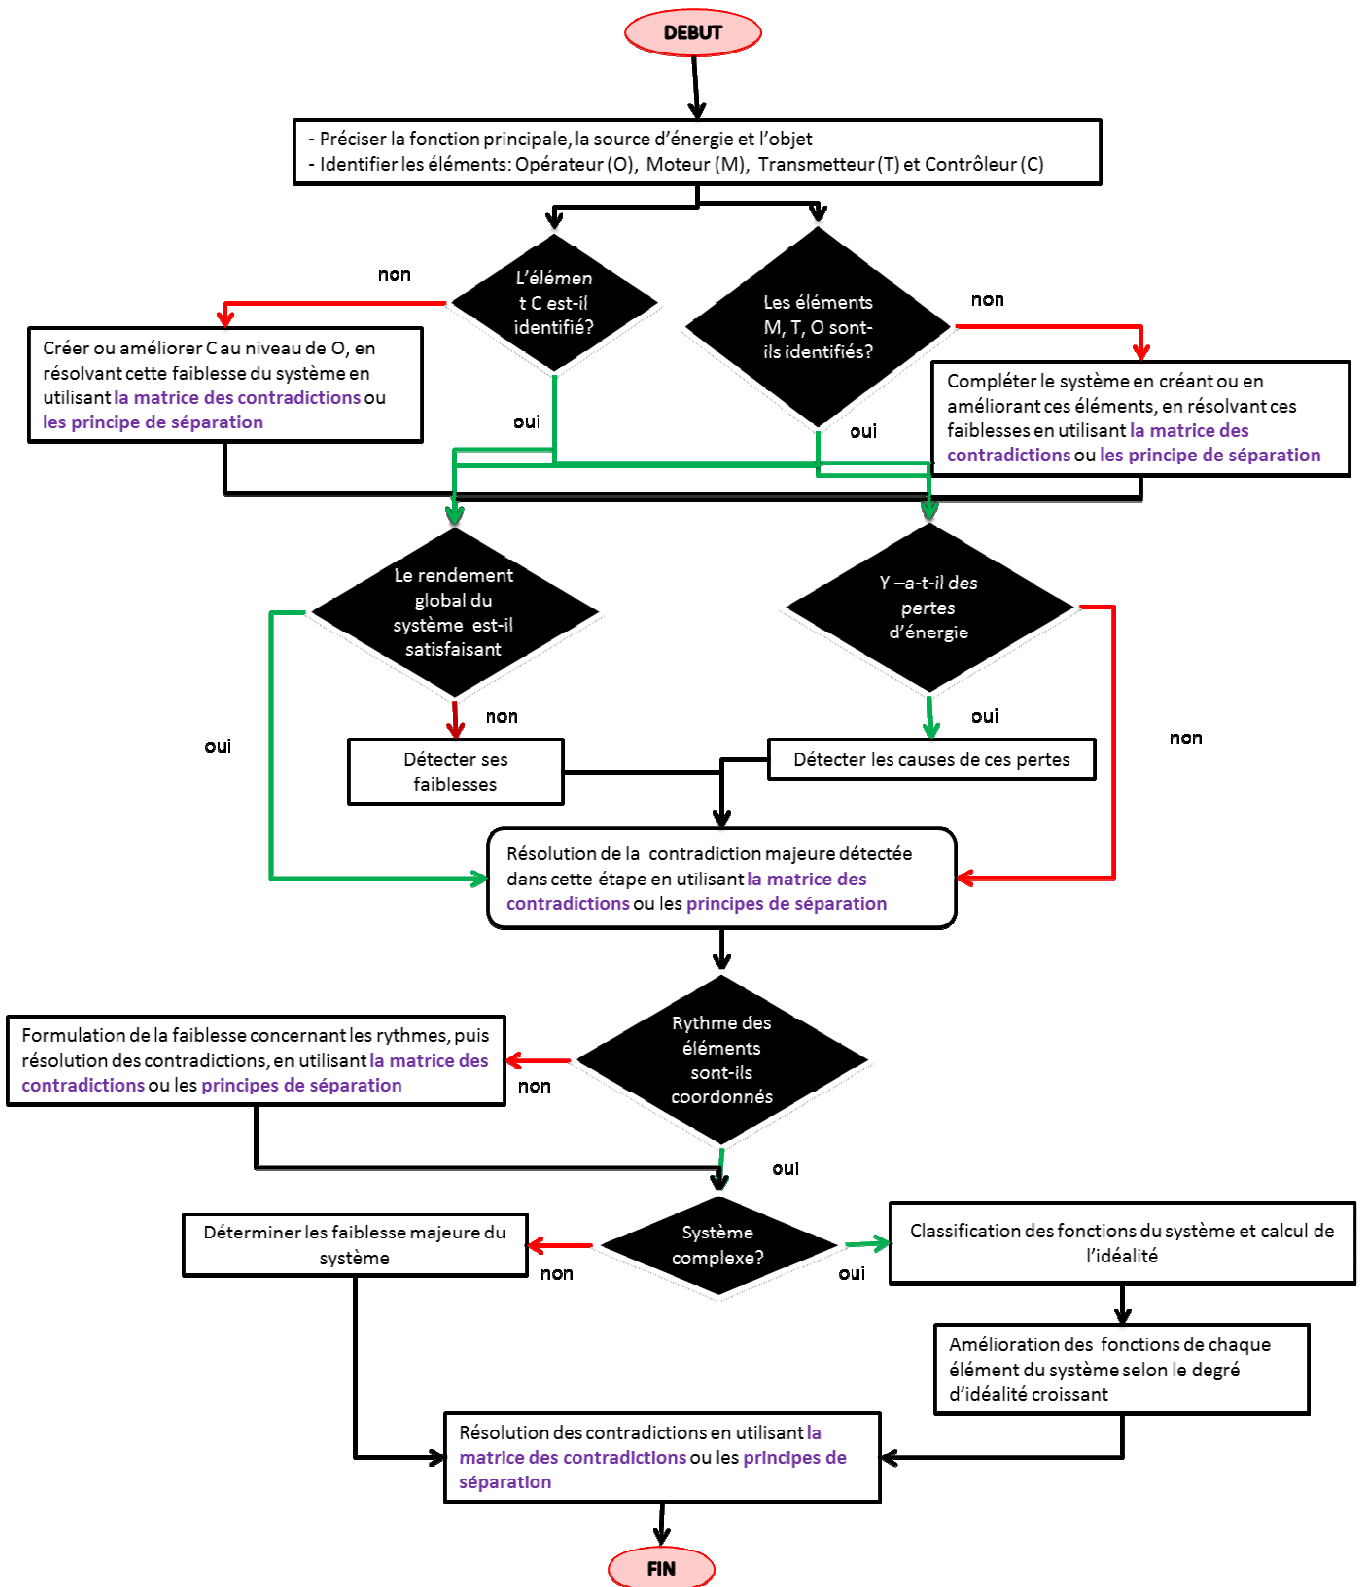 DEBUT
- Préciser la fonction principale, la source d'énergie et l'objet
- Identifier les éléments: Opérateur (O), Moteur (M), Transmetteur (T) et Contrôleur (C)
non
L'élémen
t C est-il
identifié?
Les éléments
M, T, O sont-
ils identifiés?
non
Créer ou améliorer C au niveau de O, en
résolvant cette faiblesse du système en
utilisant la matrice des contradictions ou
les principe de séparation
oui
oui
Compléter le système en créant ou en
améliorant ces éléments, en résolvant ces
faiblesses en utilisant la matrice des
contradictions ou les principe de séparation
Le rendement
global du
système est-il
satisfaisant
Y –a-t-il des
pertes
d'énergie
oui
non
oui
non
Détecter ses
faiblesses
Détecter les causes de ces pertes
Résolution de la contradiction majeure détectée
dans cette étape en utilisant la matrice des
contradictions ou les principes de séparation
Formulation de la faiblesse concernant les rythmes, puis
résolution des contradictions, en utilisant la matrice des
contradictions ou les principes de séparation
non
Rythme des
éléments
sont-ils
coordonnés
oui
Déterminer les faiblesse majeure du
système
non
Système
complexe?
oui
Classification des fonctions du système et calcul de
l'idéalité
Amélioration des fonctions de chaque
élément du système selon le degré
d'idéalité croissant
Résolution des contradictions en utilisant la
matrice des contradictions ou les principes de
séparation
FIN